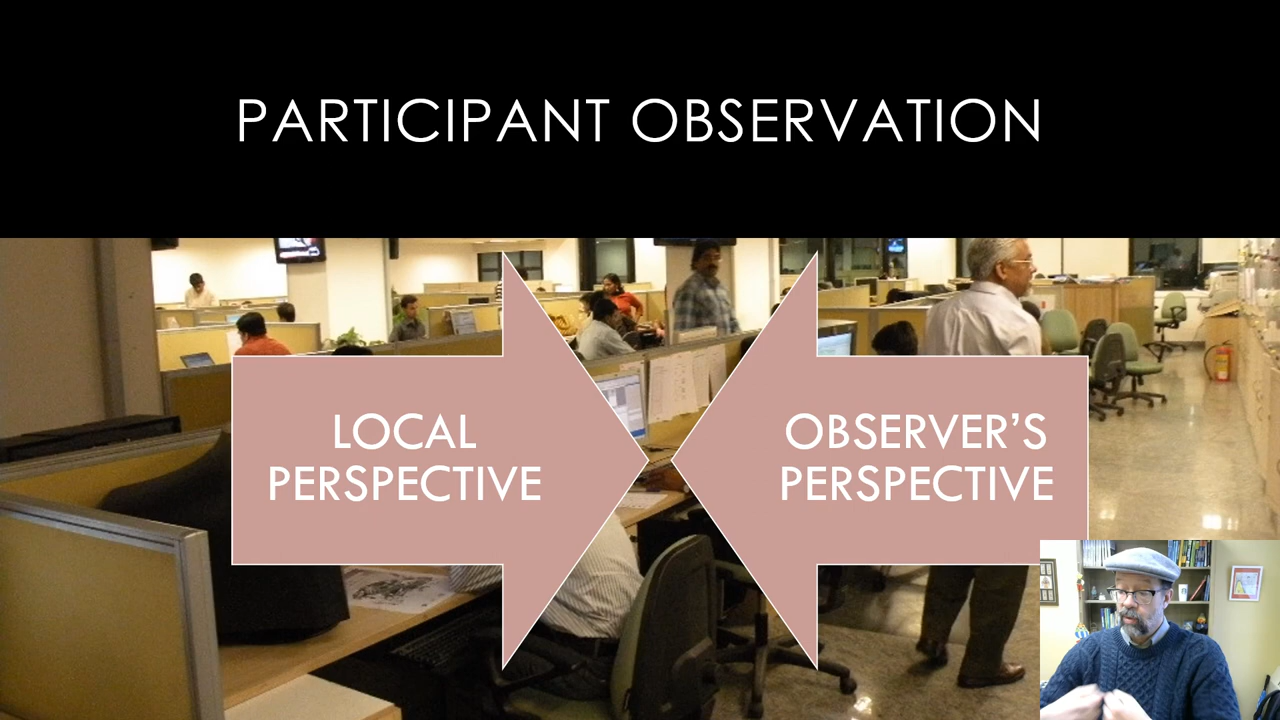 PARTICIPANT OBSERVATION
LOCAL
PERSPECTIVE
OBSERVER’S
PERSPECTIVE